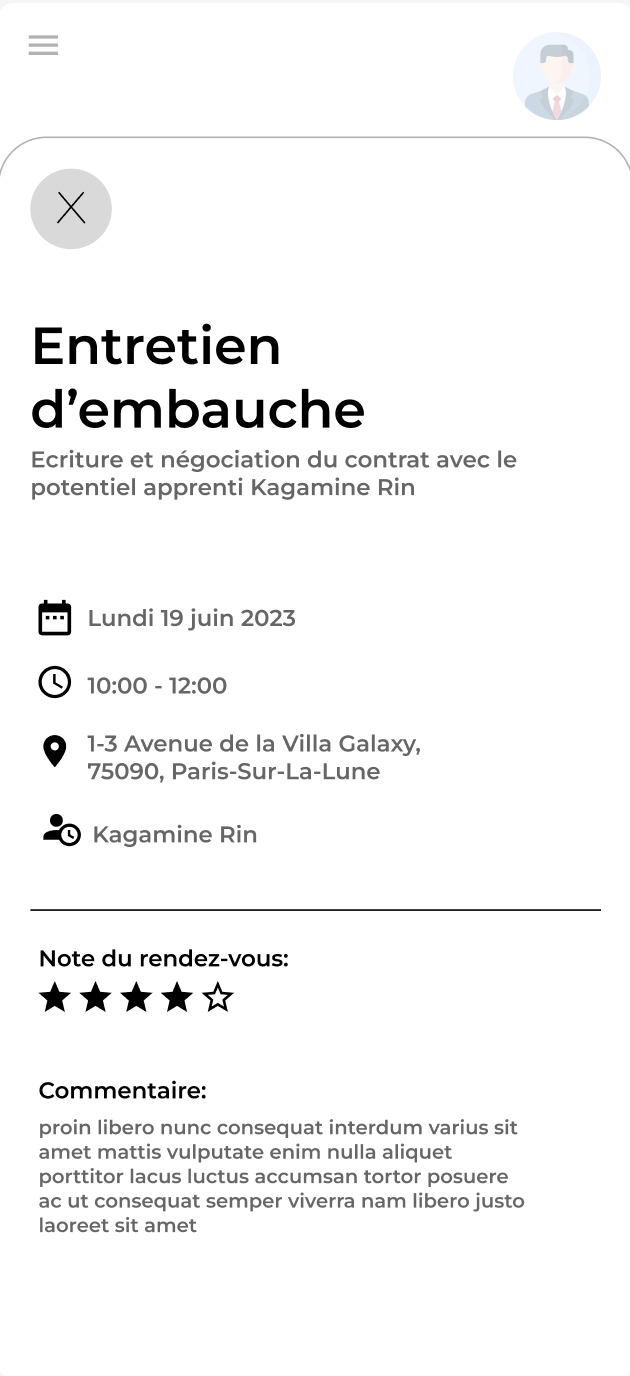 Entretien
d’embauche
Ecriture et négociation du contrat avec le
potentiel apprenti Kagamine Rin
Lundi 19 juin 2023
10:00 - 12:00
1-3 Avenue de la Villa Galaxy,
75090, Paris-Sur-La-Lune
Kagamine Rin
Note du rendez-vous:
Commentaire:
proin libero nunc consequat interdum varius sit
amet mattis vulputate enim nulla aliquet
porttitor lacus luctus accumsan tortor posuere
ac ut consequat semper viverra nam libero justo
laoreet sit amet